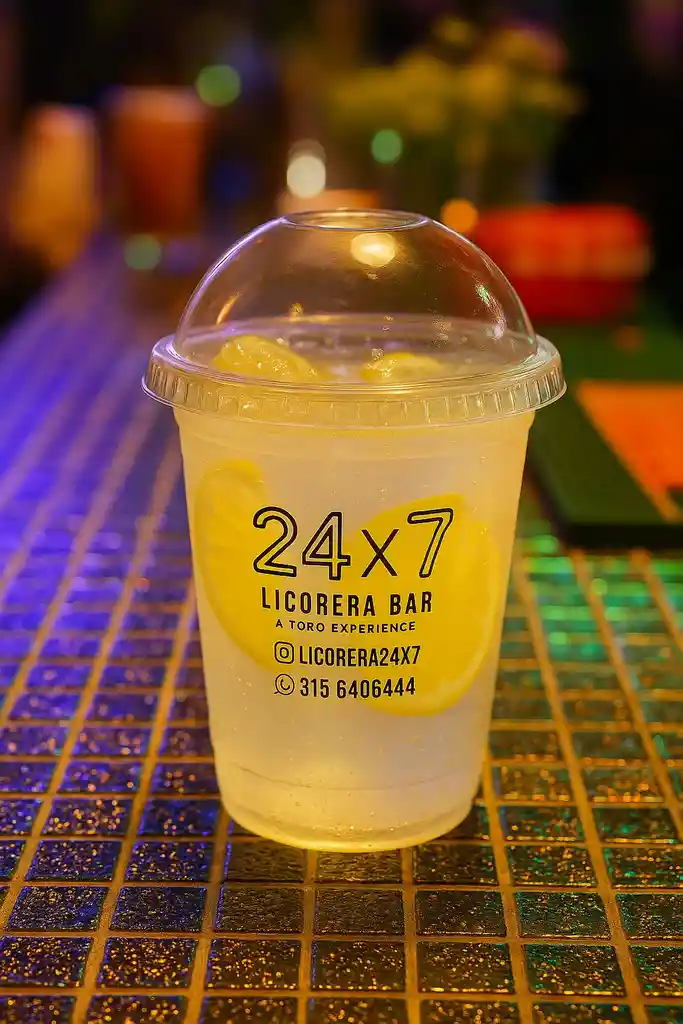 24x7
LICORERA BAR
A TORO EXPERIENCE
LICORERA24X7
315 6406444